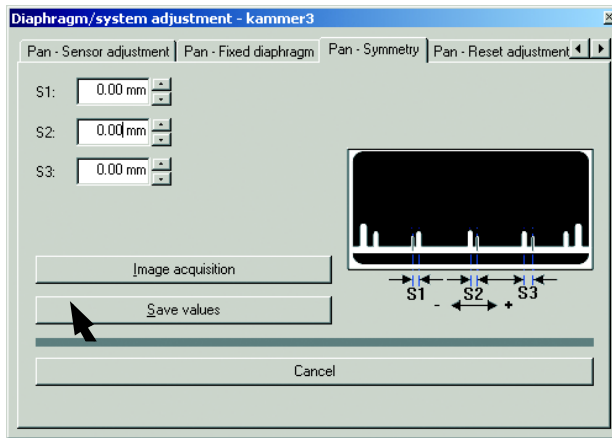 Diaphragm/system adjustment - kammer3
Pan - Sensor adjustment Pan - Fixed diaphragm Pan - Symmetry Pan - Reset adjustment
S1: 0.00 mm
S2: 0.00 mm
S3: 0.00 mm
Image acquisition
S1 S2 S3
- +
Save values
Cancel